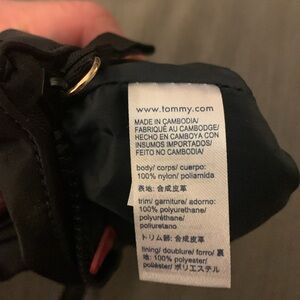 www.tommy.com
MADE IN CAMBODIA/
FABRIQUÉ AU CAMBODGE/
HECHO EN CAMBOYA CON
INSUMOS IMPORTADOS/
FEITO NO CAMBODIA/
body/ corps/ cuerpo:
100% nylon/ poliamida
表地: 合成皮革
trim/ garniture/ adorno:
100% polyurethane/
polyuréthane/
poliuretano
トリム部: 合成皮革
lining/ doublure/ forro/ 裏
地: 100% polyester/
poliéster/ ポリエステル